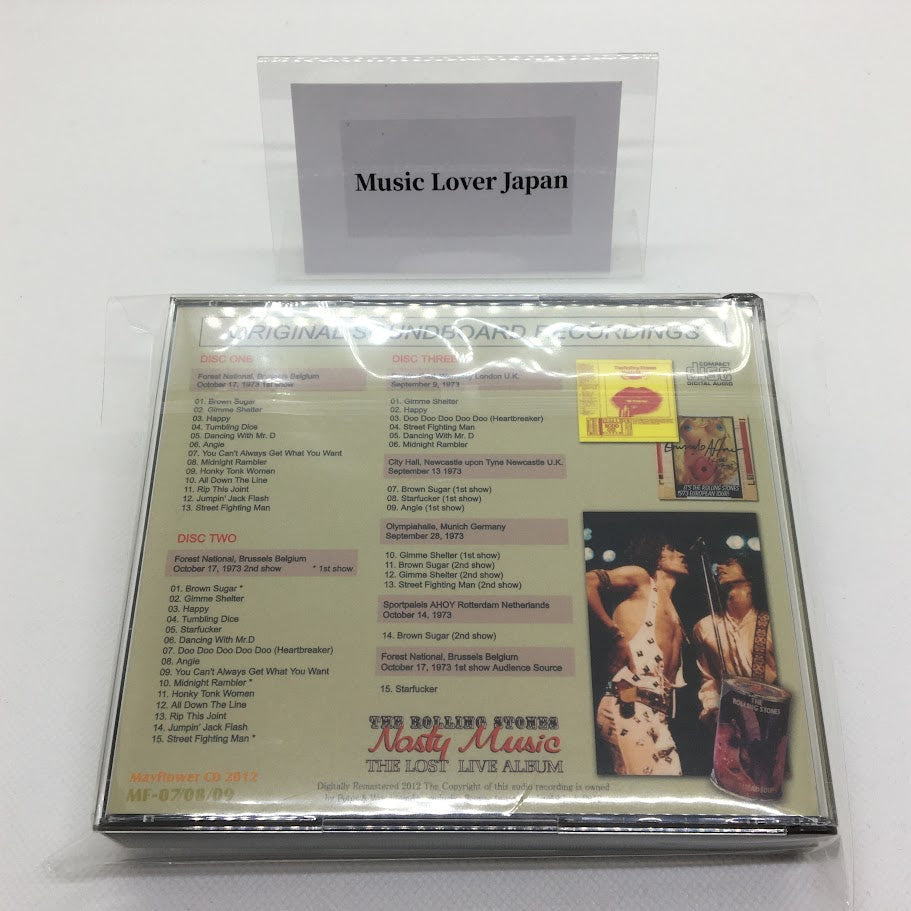 Music Lover Japan
ORIGINAL SOUNDBOARD RECORDINGS
DISC ONE
Forest National, Brussels Belgium
October 17, 1973 1st show
01. Brown Sugar *
02. Gimme Shelter
03. Happy
04. Tumbling Dice
05. Dancing With Mr. D
06. Angie
07. You Can't Always Get What You Want
08. Midnight Rambler
09. Honky Tonk Women
10. All Down The Line
11. Rip This Joint
12. Jumpin' Jack Flash
13. Street Fighting Man
DISC TWO
Forest National, Brussels Belgium
October 17, 1973 2nd show * 1st show
01. Brown Sugar *
02. Gimme Shelter
03. Happy
04. Tumbling Dice
05. Starfucker
06. Dancing With Mr.D
07. Doo Doo Doo Doo Doo (Heartbreaker)
08. Angie
09. You Can't Always Get What You Want
10. Midnight Rambler *
11. Honky Tonk Women
12. All Down The Line
13. Rip This Joint
14. Jumpin' Jack Flash
15. Street Fighting Man *
Mayflower CD 2012
MF-07/08/09
DISC THREE
London U.K.
September 9, 1973
01. Gimme Shelter
02. Happy
03. Doo Doo Doo Doo Doo (Heartbreaker)
04. Street Fighting Man
05. Dancing With Mr D
06. Midnight Rambler
City Hall, Newcastle upon Tyne Newcastle U.K.
September 13 1973
07. Brown Sugar (1st show)
08. Starfucker (1st show)
09. Angie (1st show)
Olympiahalle, Munich Germany
September 28, 1973
10. Gimme Shelter (1st show)
11. Brown Sugar (2nd show)
12. Gimme Shelter (2nd show)
13. Street Fighting Man (2nd show)
Sportpaleis AHOY Rotterdam Netherlands
October 14, 1973
14. Brown Sugar (2nd show)
Forest National, Brussels Belgium
October 17, 1973 1st show Audience Source
15. Starfucker
THE ROLLING STONES
Nasty Music
THE LOST LIVE ALBUM
Digitally Remastered 2012 The Copyright of this audio recording is owned
by
COMPACT
disc
DIGITAL AUDIO
The Rolling Stones
IT'S THE ROLLING STONES
1973 EUROPEAN TOUR!
THE
ROLLING STONES